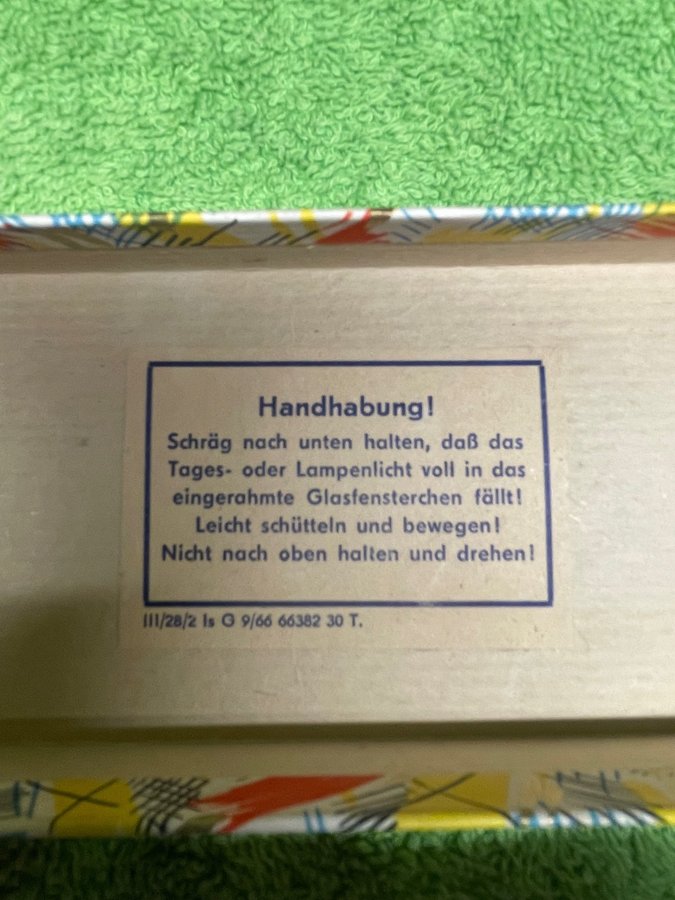 Handhabung!
Schräg nach unten halten, daß das
Tages- oder Lampenlicht voll in das
eingerahmte Glasfensterchen fällt!
Leicht schütteln und bewegen!
Nicht nach oben halten und drehen!
III/28/2 Is G 9/66 66382 30 T.